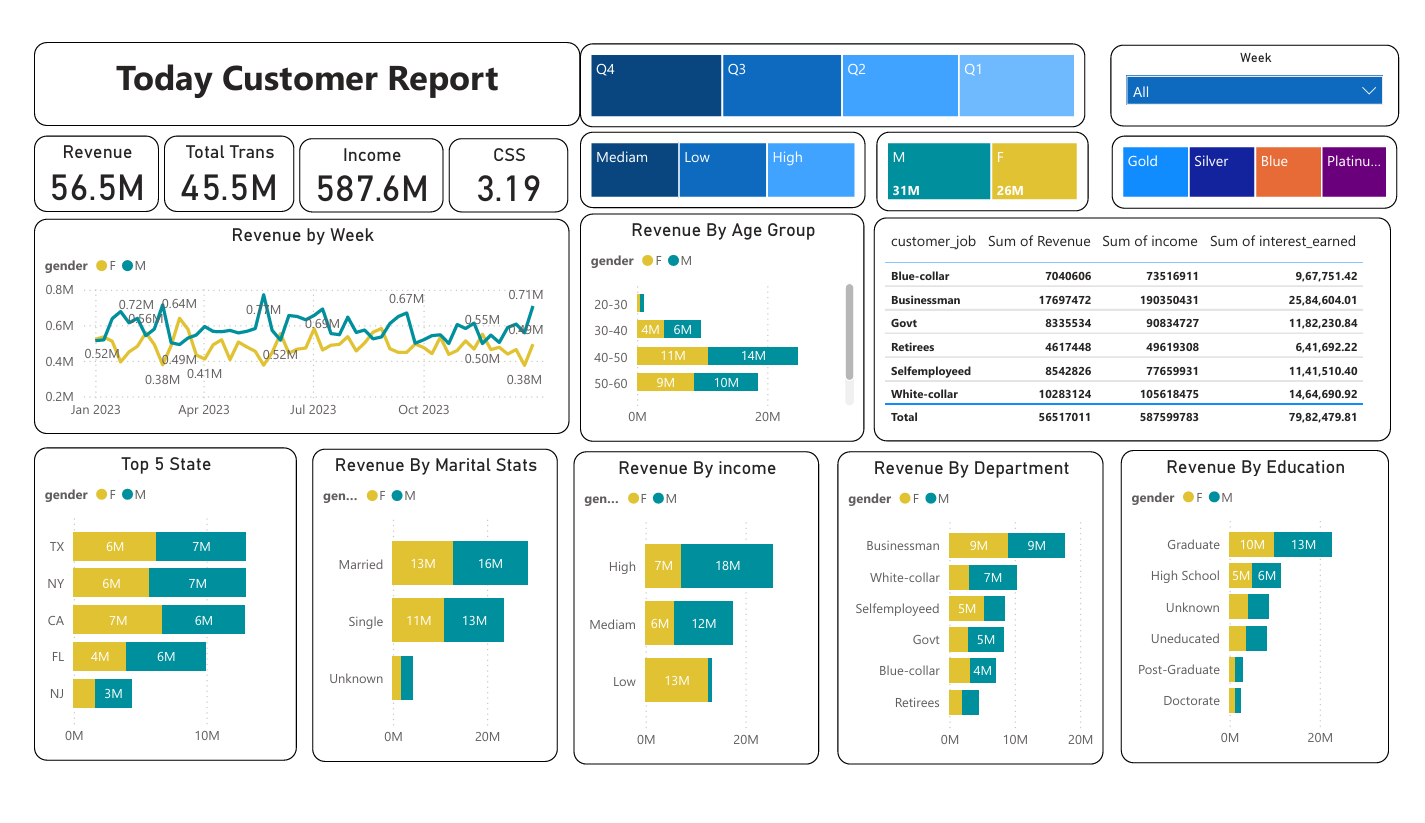 Today Customer Report
Q4 Q3 Q2 Q1
Week
All
Revenue
56.5M
Total Trans
45.5M
Income
587.6M
CSS
3.19
Mediam Low High
M F
31M 26M
Gold Silver Blue Platinu...
Revenue by Week
gender F M
0.8M
0.6M
0.4M
0.2M
0.72M 0.64M 0.77M 0.67M 0.71M
0.56M 0.69M 0.55M 0.49M
0.52M 0.49M 0.52M 0.50M
0.38M 0.41M 0.38M
Jan 2023 Apr 2023 Jul 2023 Oct 2023
Revenue By Age Group
gender F M
20-30
30-40 4M 6M
40-50 11M 14M
50-60 9M 10M
0M 20M
customer_job Sum of Revenue Sum of income Sum of interest_earned
Blue-collar 7040606 73516911 9,67,751.42
Businessman 17697472 190350431 25,84,604.01
Govt 8335534 90834727 11,82,230.84
Retirees 4617448 49619308 6,41,692.22
Selfemployeed 8542826 77659931 11,41,510.40
White-collar 10283124 105618475 14,64,690.92
Total 56517011 587599783 79,82,479.81
Top 5 State
gender F M
TX 6M 7M
NY 6M 7M
CA 7M 6M
FL 4M 6M
NJ 3M
0M 10M
Revenue By Marital Stats
gen... F M
Married 13M 16M
Single 11M 13M
Unknown
0M 20M
Revenue By income
gen... F M
High 7M 18M
Mediam 6M 12M
Low 13M
0M 20M
Revenue By Department
gender F M
Businessman 9M 9M
White-collar 7M
Selfemployeed 5M
Govt 5M
Blue-collar 4M
Retirees
0M 10M 20M
Revenue By Education
gender F M
Graduate 10M 13M
High School 5M 6M
Unknown
Uneducated
Post-Graduate
Doctorate
0M 20M